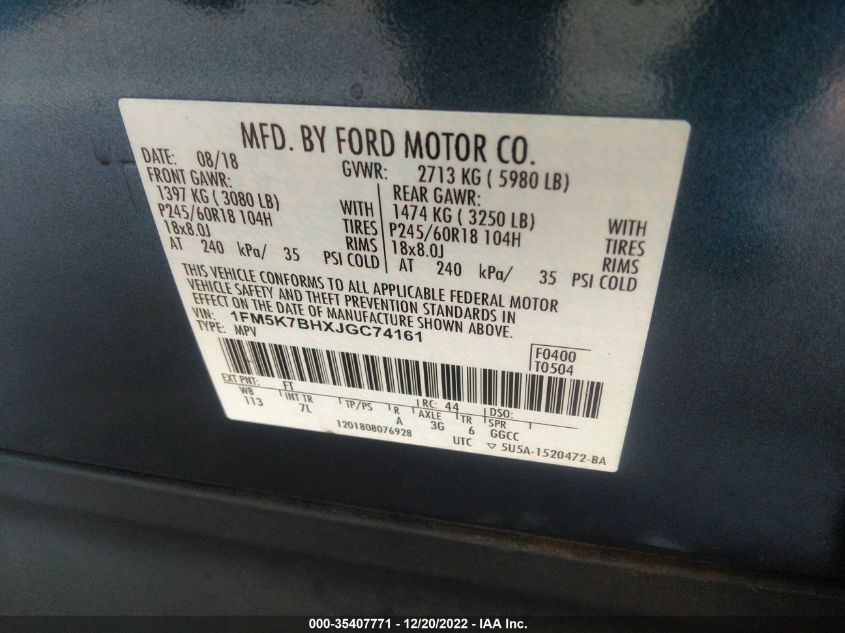 MFD. BY FORD MOTOR CO.
DATE: 08/18 GVWR: 2713 KG ( 5980 LB)
FRONT GAWR: REAR GAWR:
1397 KG ( 3080 LB) WITH 1474 KG ( 3250 LB) WITH
P245/60R18 104H TIRES P245/60R18 104H TIRES
18x8.0J RIMS 18x8.0J RIMS
AT 240 kPa/ 35 PSI COLD AT 240 kPa/ 35 PSI COLD
THIS VEHICLE CONFORMS TO ALL APPLICABLE FEDERAL MOTOR
VEHICLE SAFETY AND THEFT PREVENTION STANDARDS IN
EFFECT ON THE DATE OF MANUFACTURE SHOWN ABOVE.
VIN: 1FM5K7BHXJGC74161
TYPE: MPV
F0400
T0504
EXT PNT: FT RC: 44 DSO:
WB INT TR TP/PS R AXLE TR SPR
113 7L A 3G 6 GGCC
1201808076928 UTC ▽ 5U5A-1520472-BA
000-35407771 - 12/20/2022 - IAA Inc.